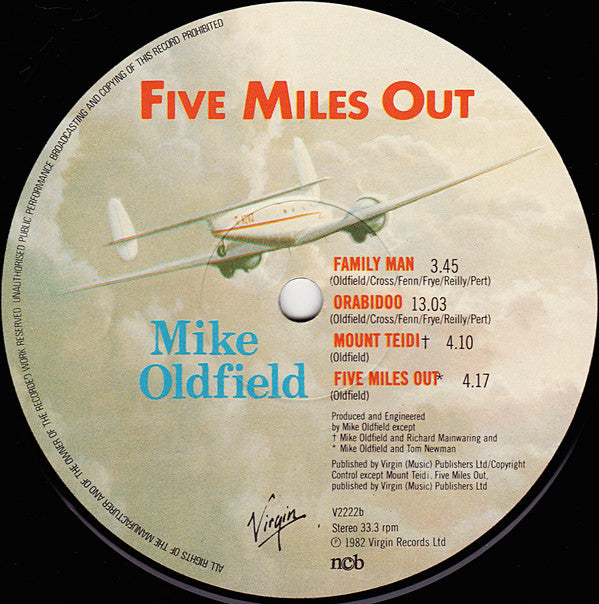 FIVE MILES OUT
FAMILY MAN 3.45
(Oldfield/Cross/Fenn/Frye/Reilly/Pert)
ORABIDOO 13.03
(Oldfield/Cross/Fenn/Frye/Reilly/Pert)
MOUNT TEIDI† 4.10
(Oldfield)
FIVE MILES OUT* 4.17
(Oldfield)
Mike
Oldfield
Produced and Engineered
by Mike Oldfield except
† Mike Oldfield and Richard Mainwaring and
* Mike Oldfield and Tom Newman
Published by Virgin (Music) Publishers Ltd/Copyright
Control except Mount Teidi, Five Miles Out,
published by Virgin (Music) Publishers Ltd
Virgin
V2222b
Stereo 33.3 rpm
℗ 1982 Virgin Records Ltd
ncb
ALL RIGHTS OF THE MANUFACTURER AND OF THE OWNER OF THE RECORDED WORK RESERVED UNAUTHORISED PUBLIC PERFORMANCE BROADCASTING AND COPYING OF THIS RECORD PROHIBITED